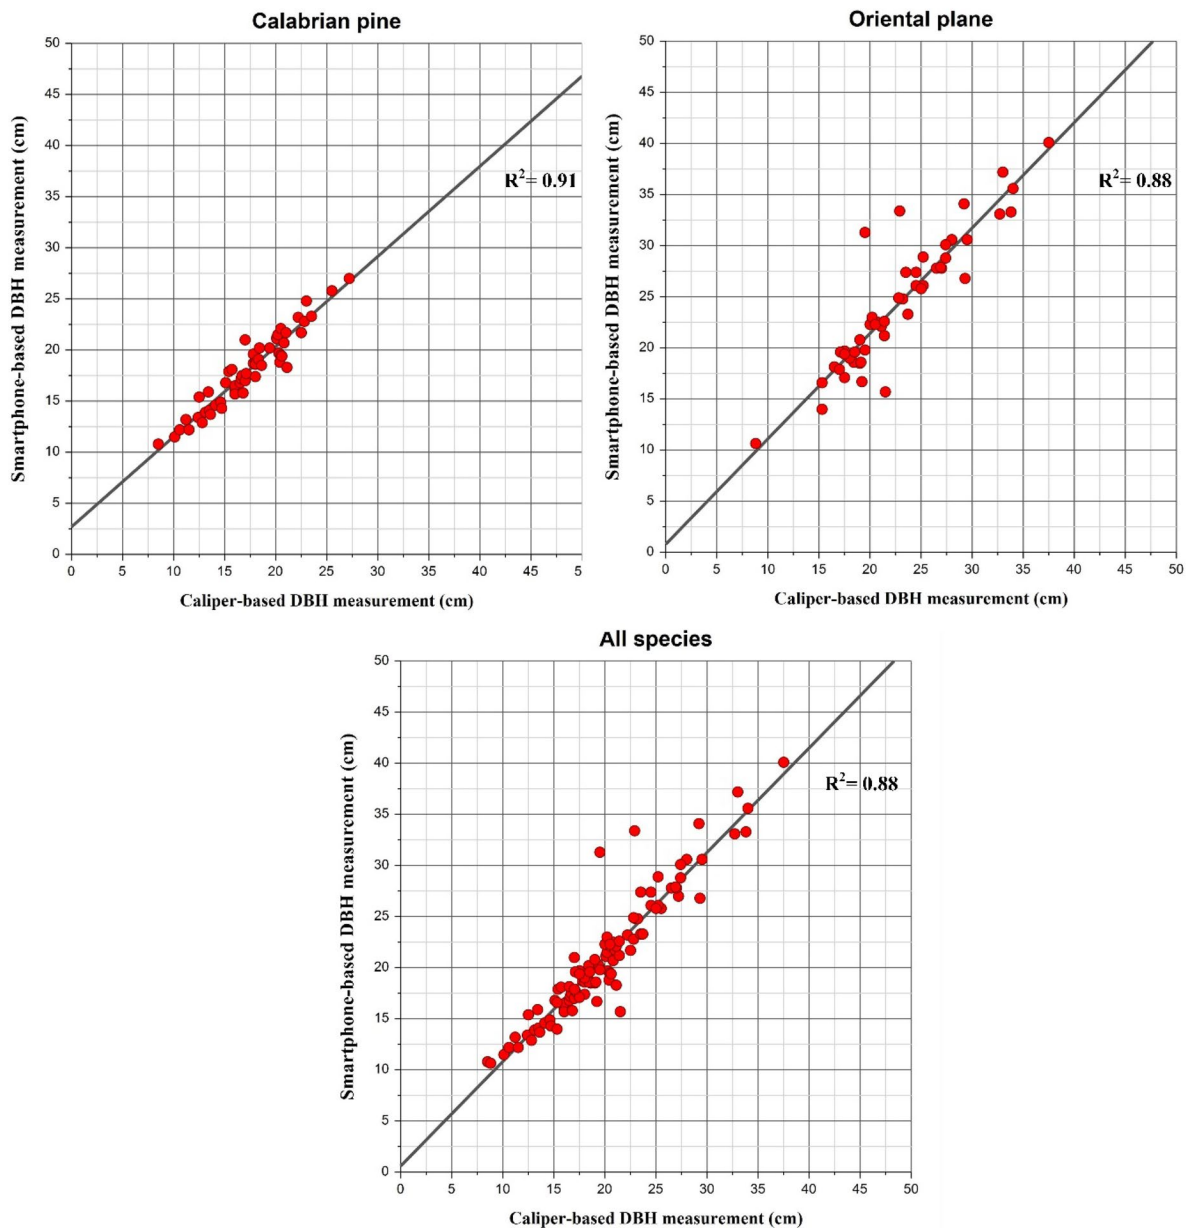 Calabrian pine
50
45
40
35
30
25
20
15
10
5
0
Smartphone-based DBH measurement (cm)
R²= 0.91
0 5 10 15 20 25 30 35 40 45 5
Caliper-based DBII measurement (cm)
Oriental plane
50
45
40
35
30
25
20
15
10
5
0
Smartphone-based DBH measurement (cm)
R²= 0.88
0 5 10 15 20 25 30 35 40 45 50
Caliper-based DBH measurement (cm)
All species
50
45
40
35
30
25
20
15
10
5
0
Smartphone-based DBH measurement (cm)
R²= 0.88
0 5 10 15 20 25 30 35 40 45 50
Caliper-based DBH measurement (cm)